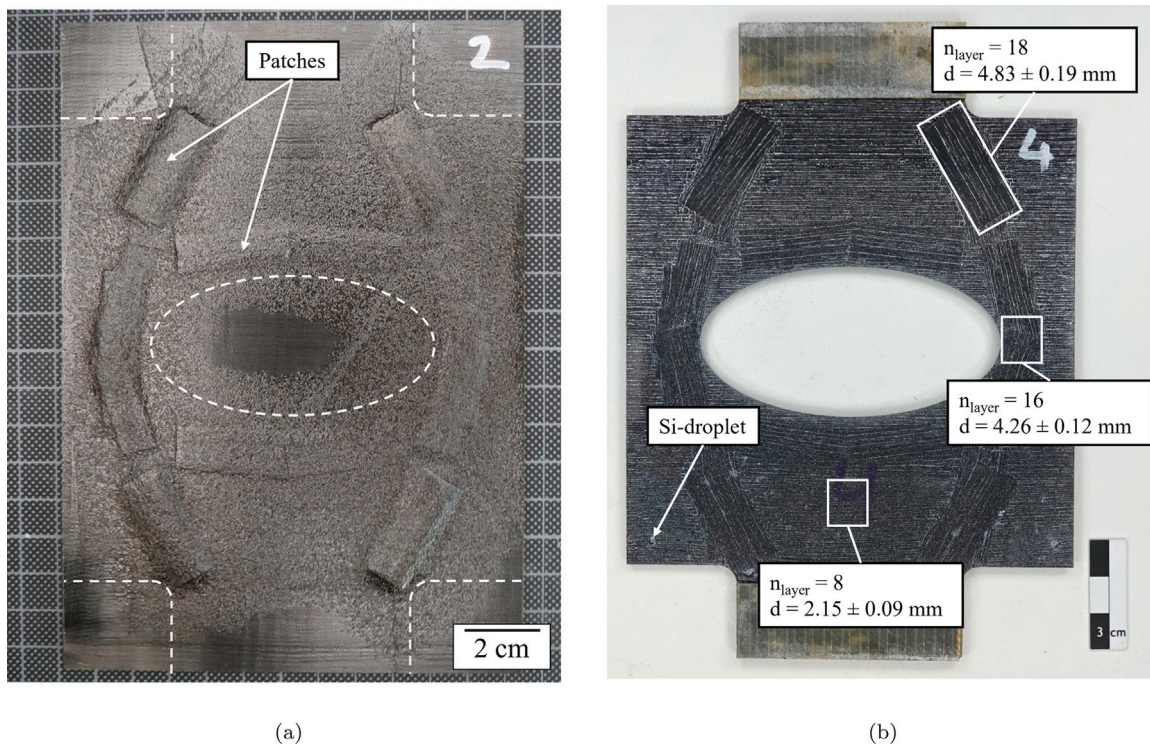 Patches
2
2 cm
n_layer = 18
d = 4.83 ± 0.19 mm
4
n_layer = 16
d = 4.26 ± 0.12 mm
Si-droplet
n_layer = 8
d = 2.15 ± 0.09 mm
3 cm
(a)
(b)